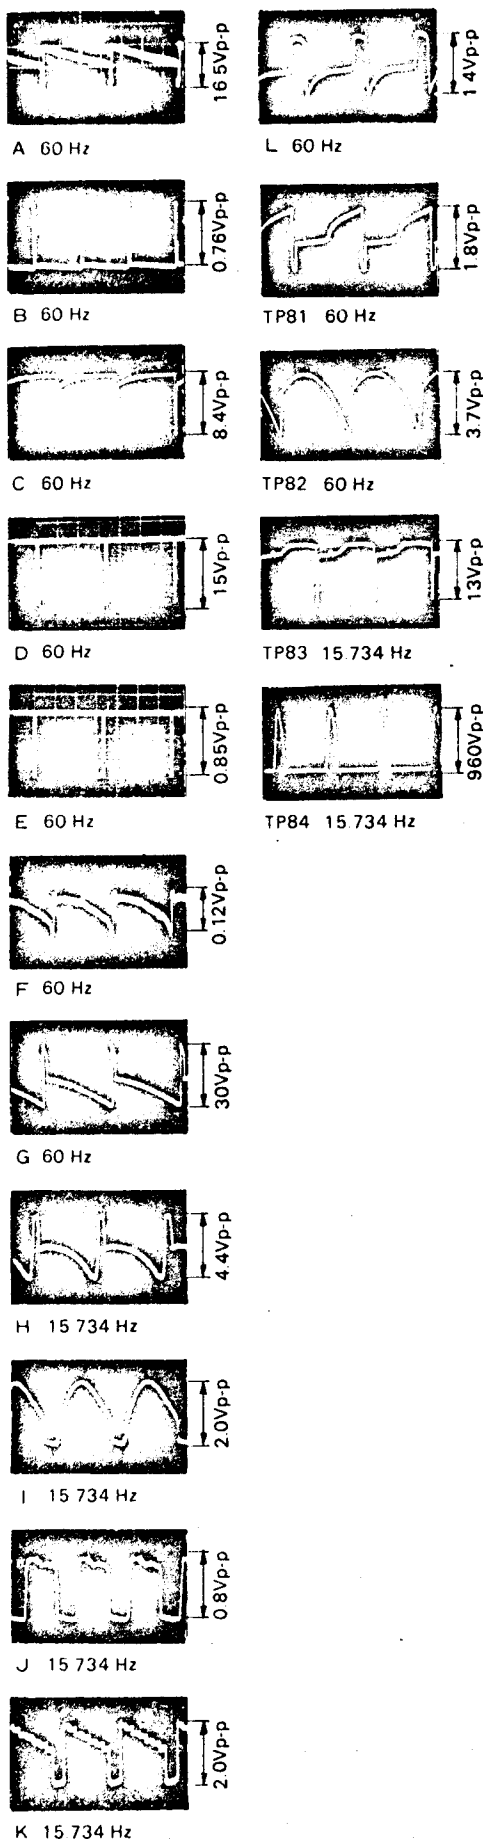 16.5Vp-p
A 60 Hz
0.76Vp-p
B 60 Hz
8.4Vp-p
C 60 Hz
15Vp-p
D 60 Hz
0.85Vp-p
E 60 Hz
0.12Vp-p
F 60 Hz
30Vp-p
G 60 Hz
4.4Vp-p
H 15.734 Hz
2.0Vp-p
I 15.734 Hz
0.8Vp-p
J 15.734 Hz
2.0Vp-p
K 15.734 Hz
1.4Vp-p
L 60 Hz
1.8Vp-p
TP81 60 Hz
3.7Vp-p
TP82 60 Hz
13Vp-p
TP83 15.734 Hz
960Vp-p
TP84 15.734 Hz